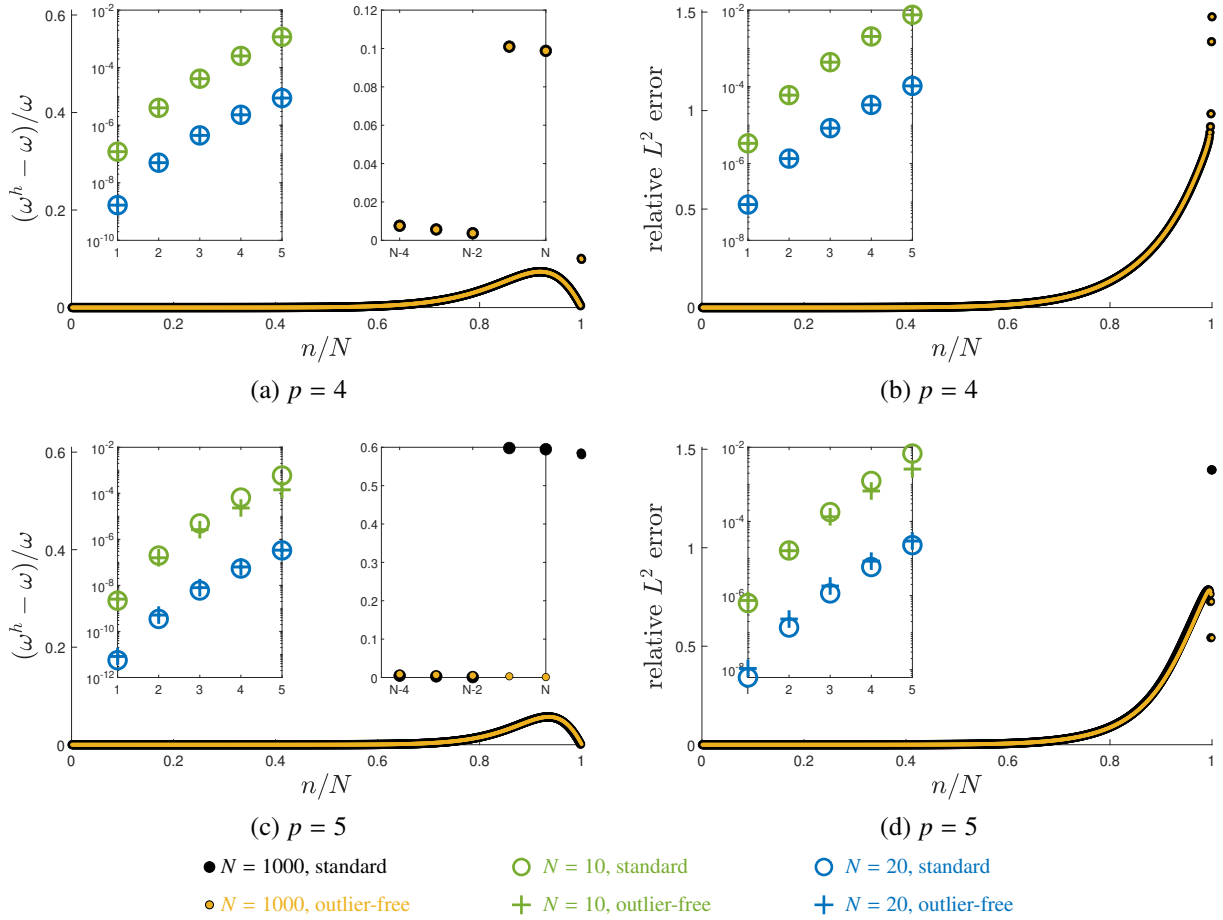 (ω^h − ω)/ω
0.6
0.4
0.2
0
0 0.2 0.4 0.6 0.8 1
n/N
10^-2
10^-4
10^-6
10^-8
10^-10
1 2 3 4 5
0.12
0.1
0.08
0.06
0.04
0.02
0
N-4 N-2 N
(a) p = 4
relative L^2 error
1.5
1
0.5
0
0 0.2 0.4 0.6 0.8 1
n/N
10^-2
10^-4
10^-6
10^-8
1 2 3 4 5
(b) p = 4
(ω^h − ω)/ω
0.6
0.4
0.2
0
0 0.2 0.4 0.6 0.8 1
n/N
10^-2
10^-4
10^-6
10^-8
10^-10
10^-12
1 2 3 4 5
0.6
0.5
0.4
0.3
0.2
0.1
0
N-4 N-2 N
(c) p = 5
relative L^2 error
1.5
1
0.5
0
0 0.2 0.4 0.6 0.8 1
n/N
10^-2
10^-4
10^-6
10^-8
1 2 3 4 5
(d) p = 5
N = 1000, standard
N = 10, standard
N = 20, standard
N = 1000, outlier-free
N = 10, outlier-free
N = 20, outlier-free